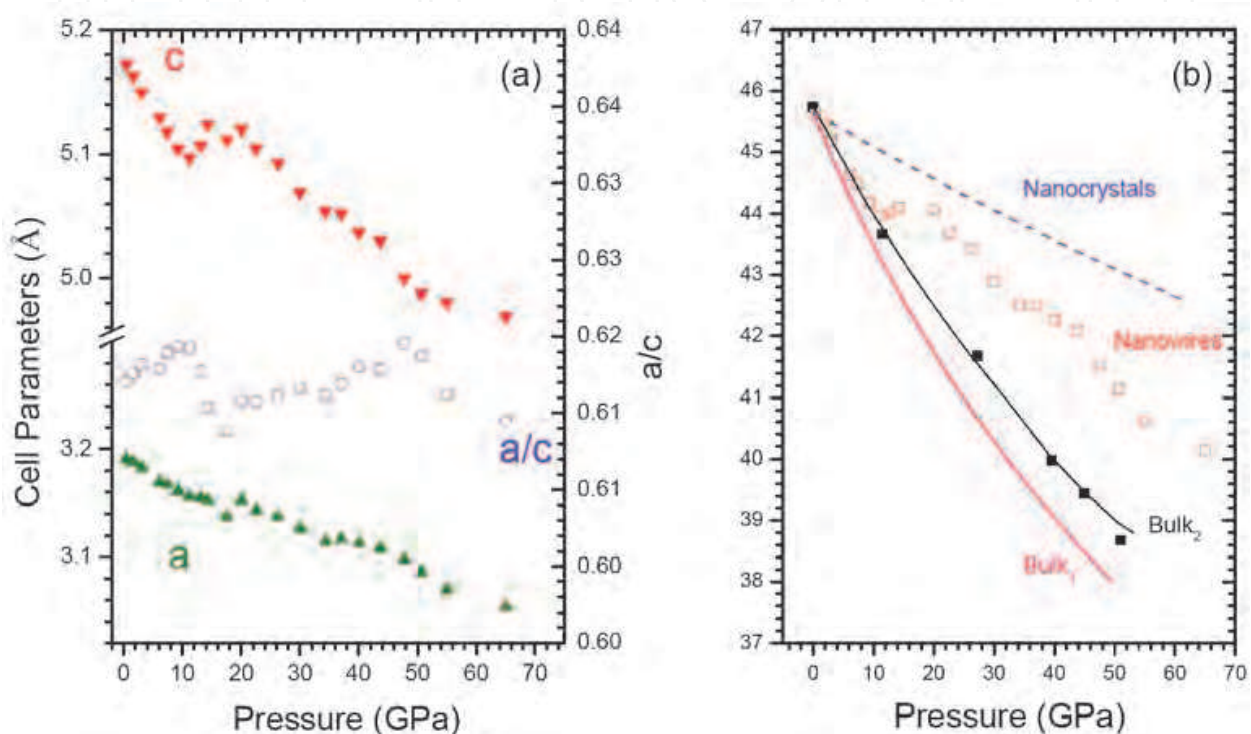 5.2
5.1
5.0
3.2
3.1
Cell Parameters (Å)
c
(a)
a/c
a
0.64
0.64
0.63
0.63
0.62
0.61
0.61
0.60
0.60
a/c
0 10 20 30 40 50 60 70
Pressure (GPa)
47
46
45
44
43
42
41
40
39
38
37
(b)
Nanocrystals
Nanowires
Bulk2
Bulk1
0 10 20 30 40 50 60 70
Pressure (GPa)